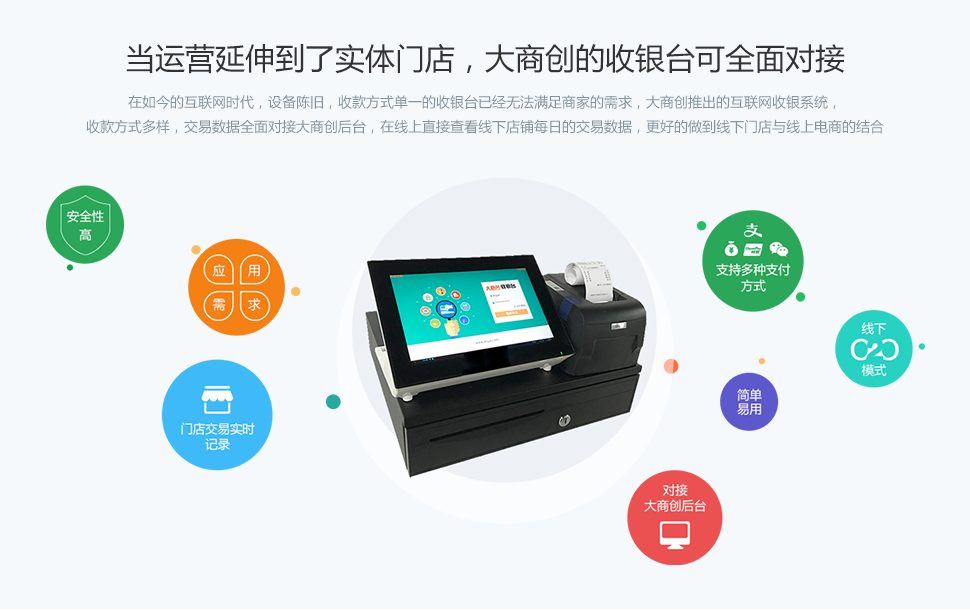 当运营延伸到了实体门店，大商创的收银台可全面对接
在如今的互联网时代，设备陈旧，收款方式单一的收银台已经无法满足商家的需求，大商创推出的互联网收银系统，
收款方式多样，交易数据全面对接大商创后台，在线上直接查看线下店铺每日的交易数据，更好的做到线下门店与线上电商的结合
安全性
高
应 用
需 求
门店交易实时
记录
大商创 收银台
支
支持多种支付
方式
线下
O2O
模式
简单
易用
对接
大商创后台